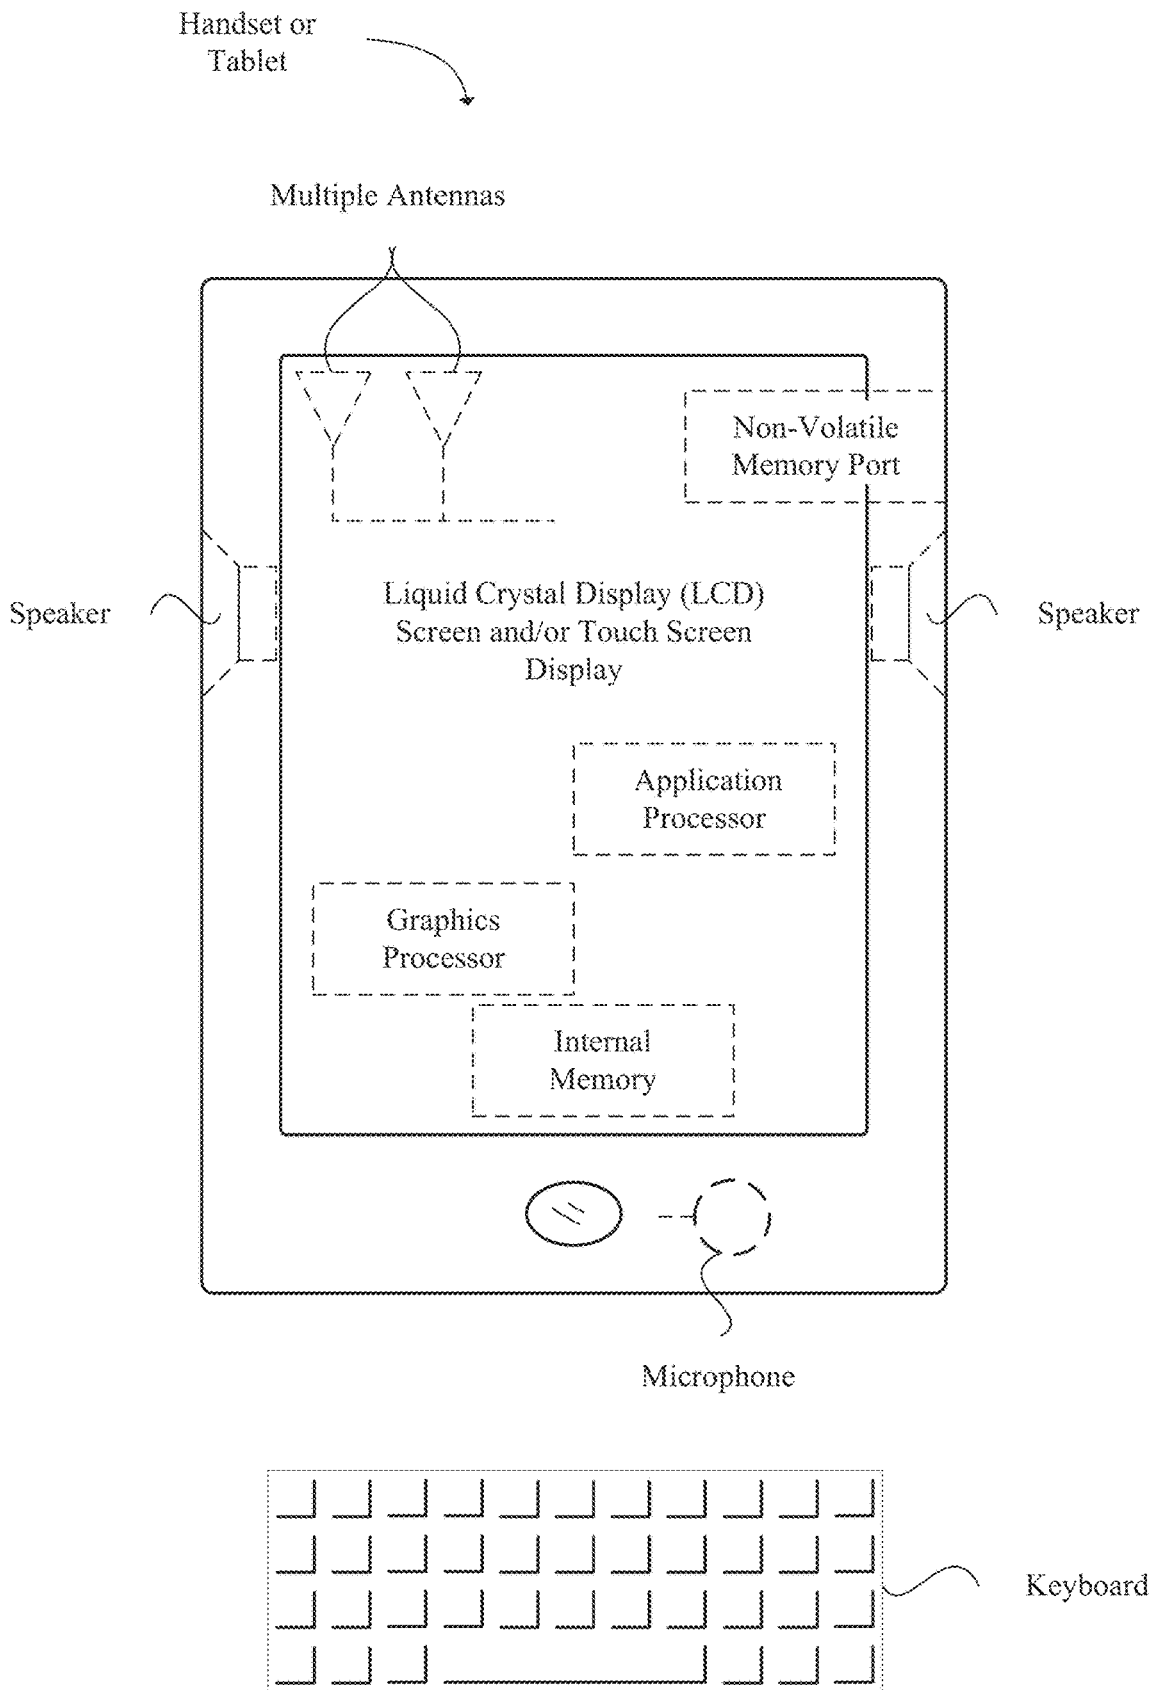 Handset or
Tablet
Multiple Antennas
Non-Volatile
Memory Port
Liquid Crystal Display (LCD)
Screen and/or Touch Screen
Display
Speaker
Speaker
Application
Processor
Graphics
Processor
Internal
Memory
Microphone
Keyboard